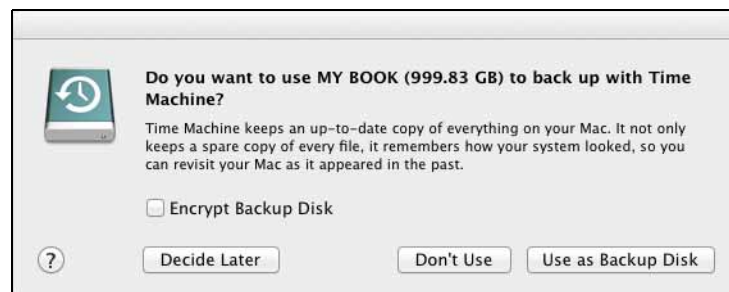 Do you want to use MY BOOK (999.83 GB) to back up with Time
Machine?
Time Machine keeps an up-to-date copy of everything on your Mac. It not only
keeps a spare copy of every file, it remembers how your system looked, so you
can revisit your Mac as it appeared in the past.
Encrypt Backup Disk
? Decide Later Don't Use Use as Backup Disk